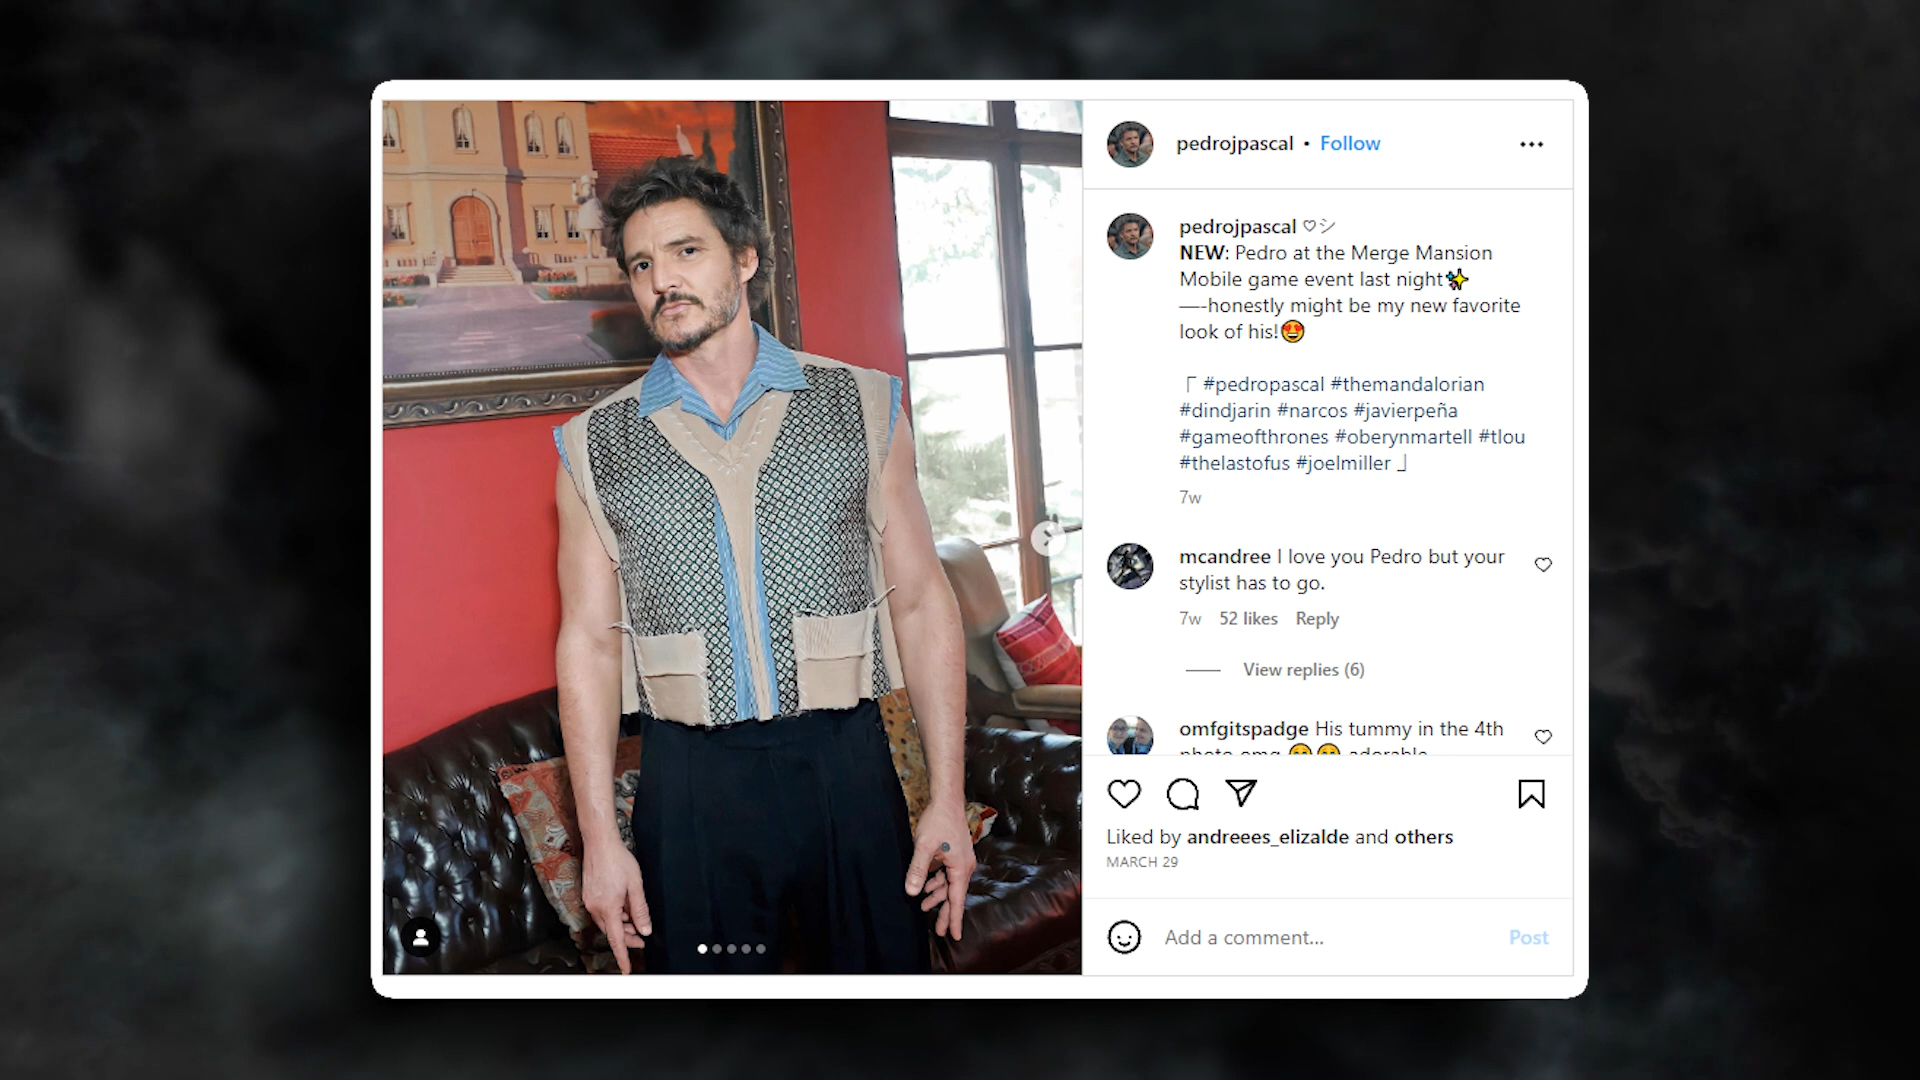 pedrojpascal • Follow
pedrojpascal ♡シ
NEW: Pedro at the Merge Mansion
Mobile game event last night✨
—-honestly might be my new favorite
look of his!😍
「 #pedropascal #themandalorian
#dindjarin #narcos #javierpeña
#gameofthrones #oberynmartell #tlou
#thelastofus #joelmiller 」
7w
mcandree I love you Pedro but your
stylist has to go.
7w 52 likes Reply
View replies (6)
omfgitspadge His tummy in the 4th
photo omg 😊😊 adorable
Liked by andreees_elizalde and others
MARCH 29
Add a comment... Post